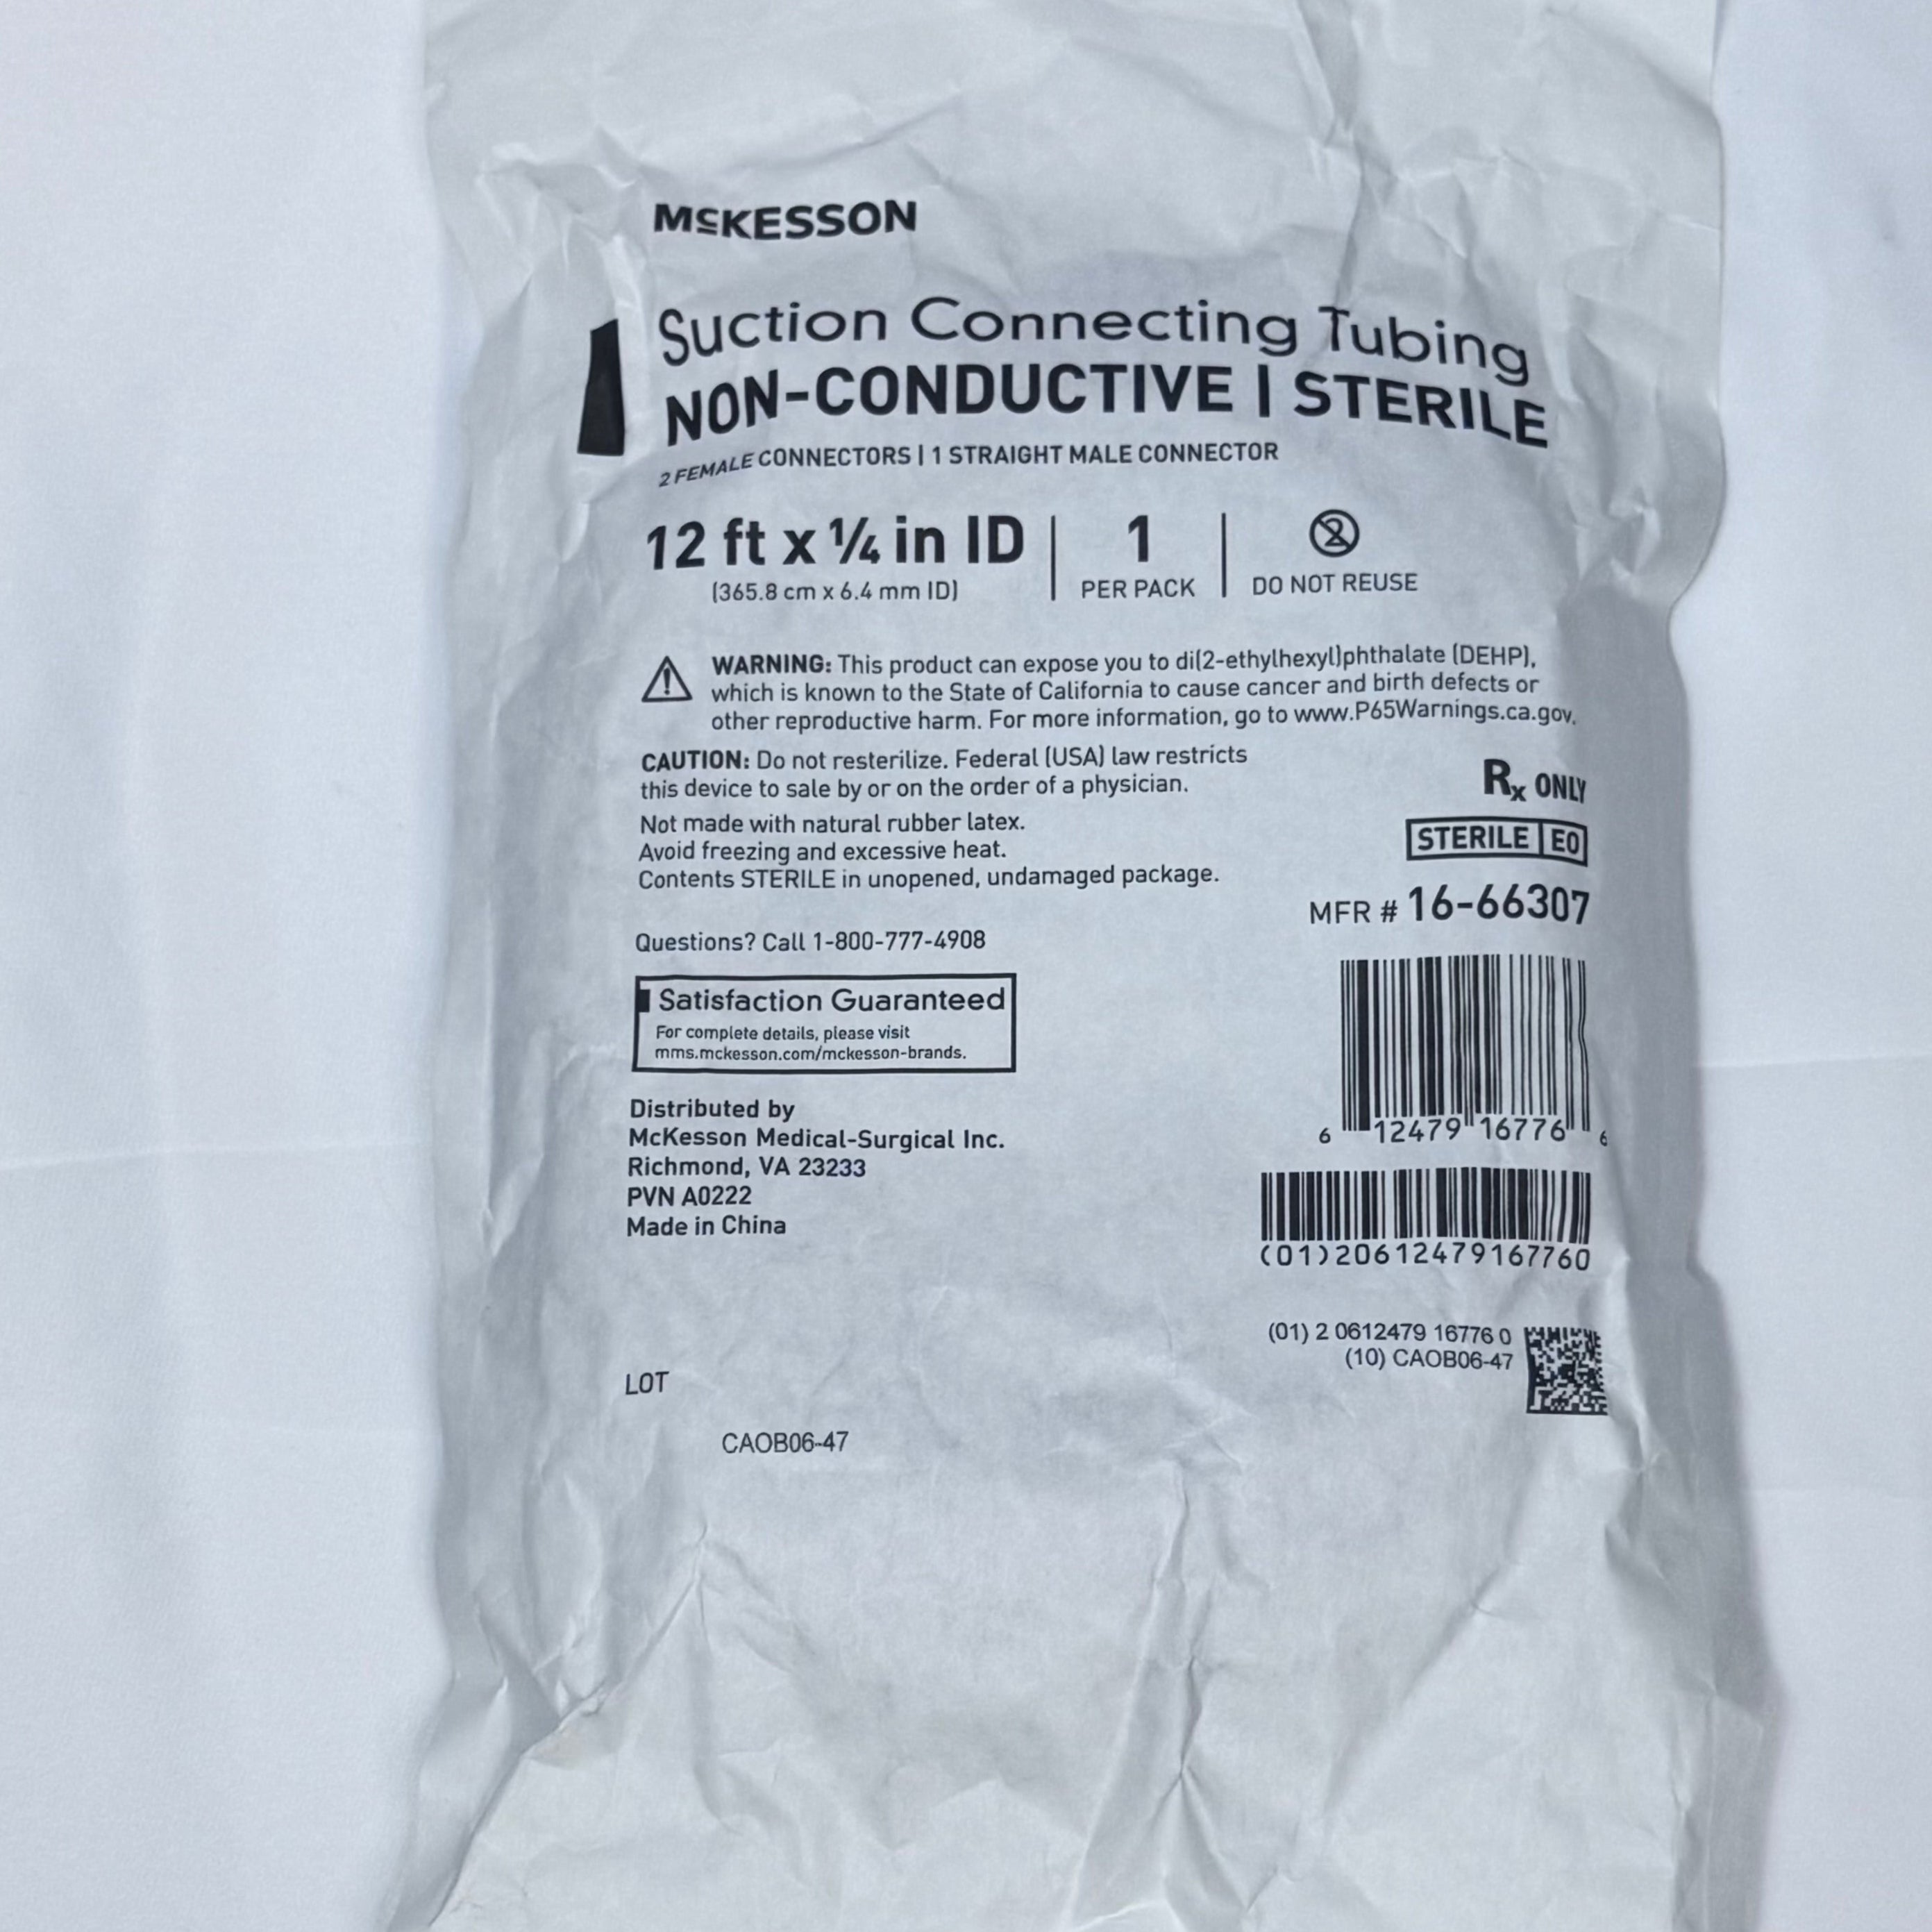 McKESSON
Suction Connecting Tubing
NON-CONDUCTIVE | STERILE
2 FEMALE CONNECTORS | 1 STRAIGHT MALE CONNECTOR
12 ft x ¼ in ID
(365.8 cm x 6.4 mm ID)
1
PER PACK
2
DO NOT REUSE
WARNING: This product can expose you to di(2-ethylhexyl)phthalate (DEHP),
which is known to the State of California to cause cancer and birth defects or
other reproductive harm. For more information, go to www.P65Warnings.ca.gov.
CAUTION: Do not resterilize. Federal (USA) law restricts
this device to sale by or on the order of a physician.
Not made with natural rubber latex.
Avoid freezing and excessive heat.
Contents STERILE in unopened, undamaged package.
Rx ONLY
STERILE EO
MFR # 16-66307
Questions? Call 1-800-777-4908
Satisfaction Guaranteed
For complete details, please visit
mms.mckesson.com/mckesson-brands.
Distributed by
McKesson Medical-Surgical Inc.
Richmond, VA 23233
PVN A0222
Made in China
6 12479 16776 6
(01)20612479167760
(01) 2 0612479 16776 0
(10) CAOB06-47
LOT
CAOB06-47